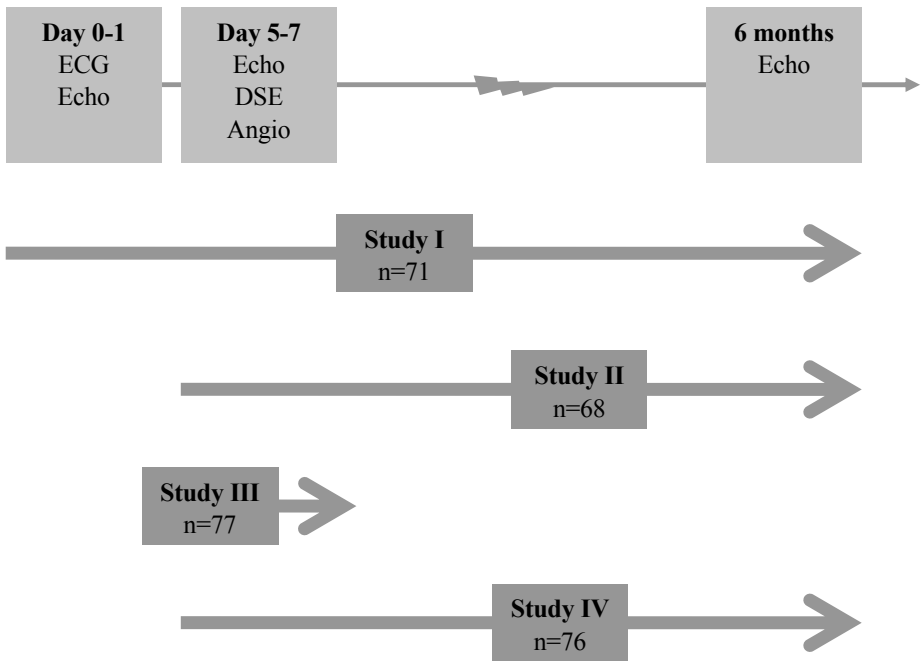 Day 0-1
ECG
Echo
Day 5-7
Echo
DSE
Angio
6 months
Echo
Study I
n=71
Study II
n=68
Study III
n=77
Study IV
n=76